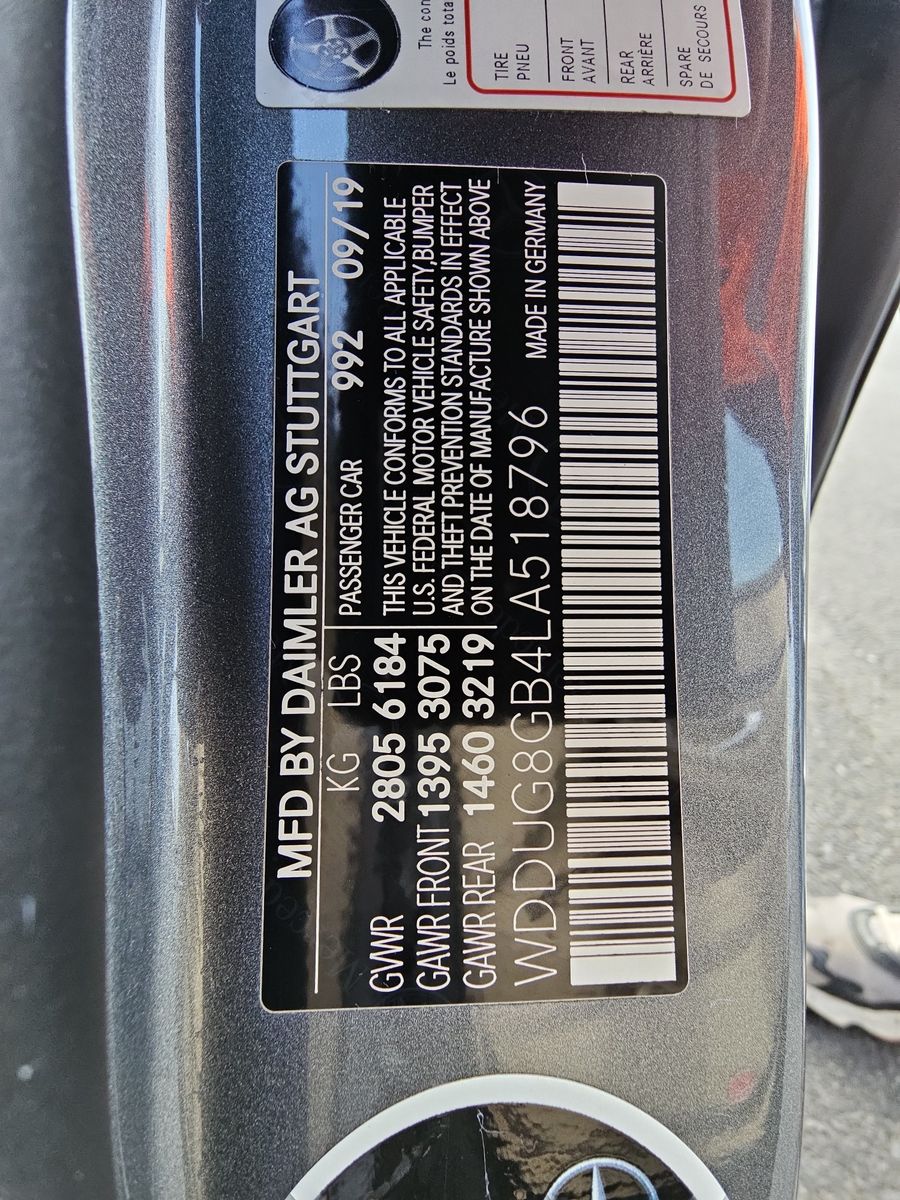 The con
Le poids tota
TIRE
PNEU
FRONT
AVANT
REAR
ARRIÈRE
SPARE
DE SECOURS
MFD BY DAIMLER AG STUTTGART
KG LBS PASSENGER CAR 992 09/19
GVWR 2805 6184
GAWR FRONT 1395 3075
GAWR REAR 1460 3219
THIS VEHICLE CONFORMS TO ALL APPLICABLE
U.S. FEDERAL MOTOR VEHICLE SAFETY,BUMPER
AND THEFT PREVENTION STANDARDS IN EFFECT
ON THE DATE OF MANUFACTURE SHOWN ABOVE
WDDUG8GB4LA518796 MADE IN GERMANY